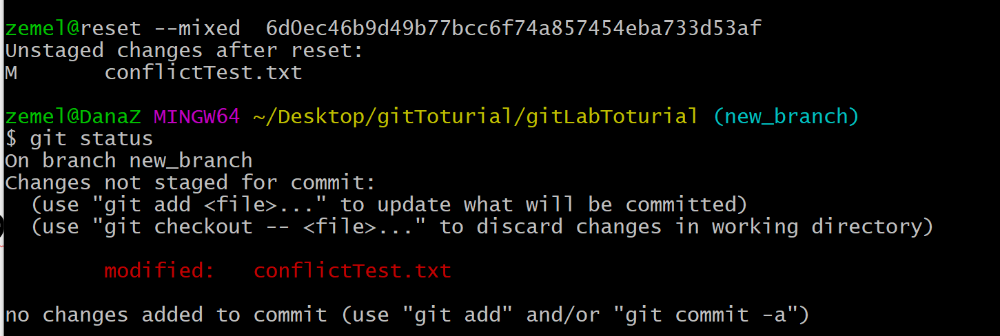 zemel@reset --mixed  6d0ec46b9d49b77bcc6f74a857454eba733d53af
Unstaged changes after reset:
M       conflictTest.txt
zemel@DanaZ MINGW64 ~/Desktop/gitToturial/gitLabToturial (new_branch)
$ git status
On branch new_branch
Changes not staged for commit:
  (use "git add <file>..." to update what will be committed)
  (use "git checkout -- <file>..." to discard changes in working directory)
        modified:   conflictTest.txt
no changes added to commit (use "git add" and/or "git commit -a")